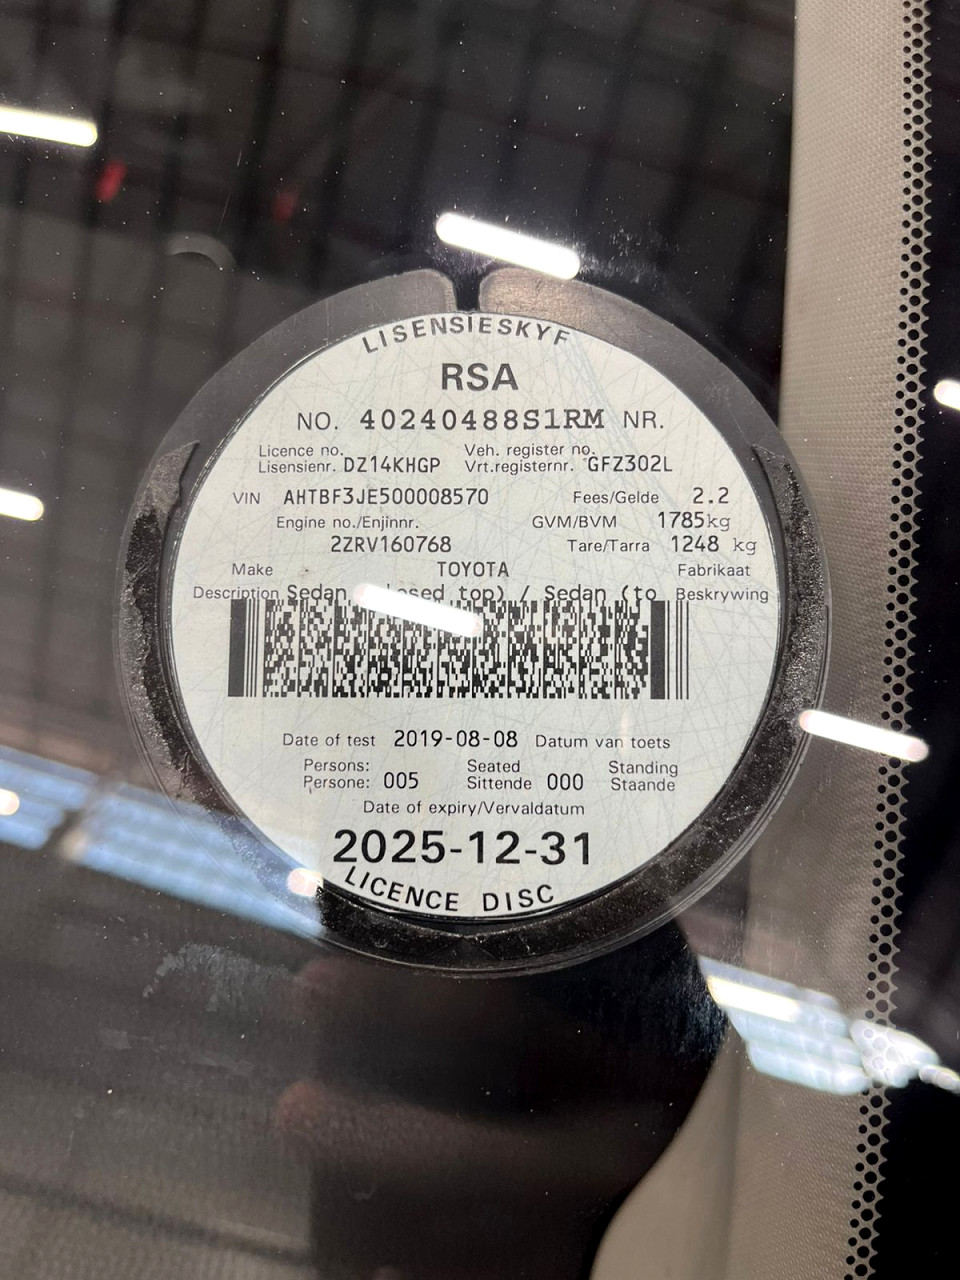 LISENSIESKYF
RSA
NO. 40240488S1RM NR.
Licence no. Veh. register no.
Lisensienr. DZ14KHGP Vrt.registernr. GFZ302L
VIN AHTBF3JE500008570 Fees/Gelde 2.2
Engine no./Enjinnr. GVM/BVM 1785kg
2ZRV160768 Tare/Tarra 1248 kg
Make TOYOTA Fabrikaat
Description Sedan top) / Sedan (to Beskrywing
Date of test 2019-08-08 Datum van toets
Persons: Seated Standing
Persone: 005 Sittende 000 Staande
Date of expiry/Vervaldatum
2025-12-31
LICENCE DISC